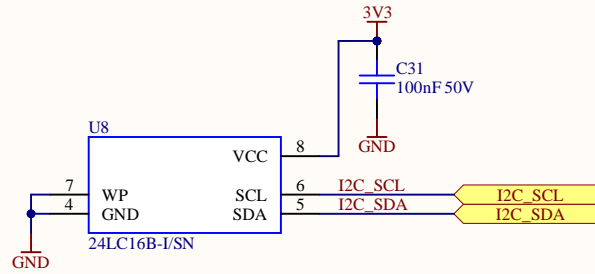 3V3
C31
100nF 50V
GND
U8
VCC
8
7
WP
SCL
6
I2C_SCL
I2C_SCL
4
GND
SDA
5
I2C_SDA
I2C_SDA
24LC16B-I/SN
GND